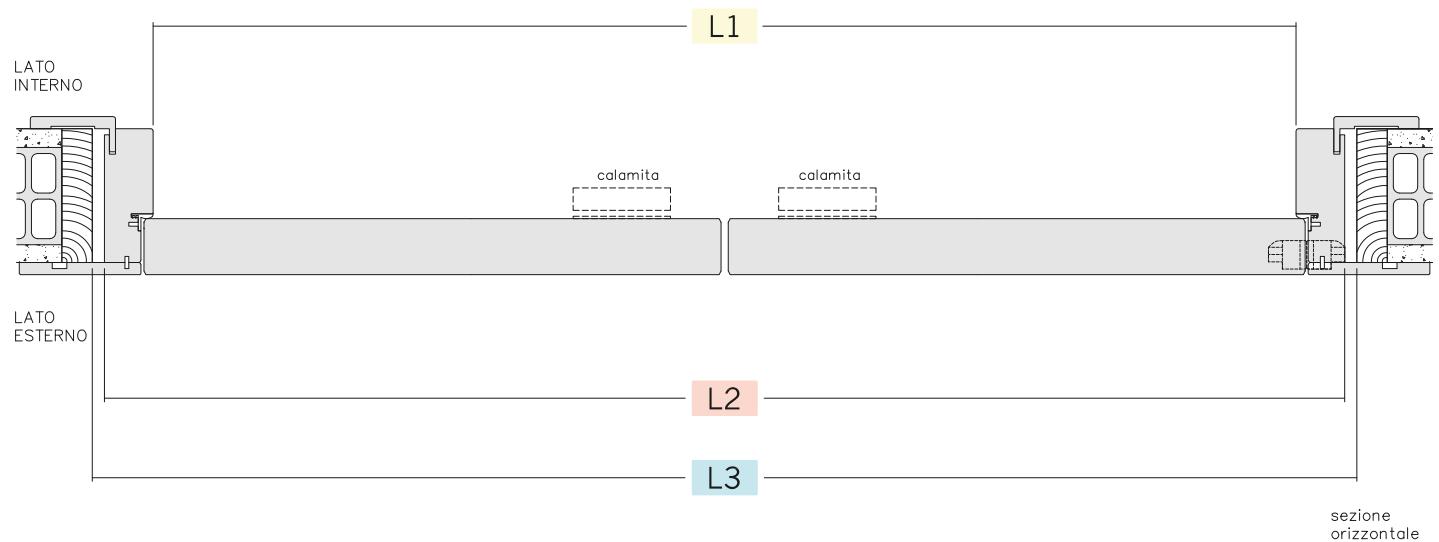 L1
LATO
INTERNO
calamita
calamita
LATO
ESTERNO
L2
L3
sezione
orizzontale